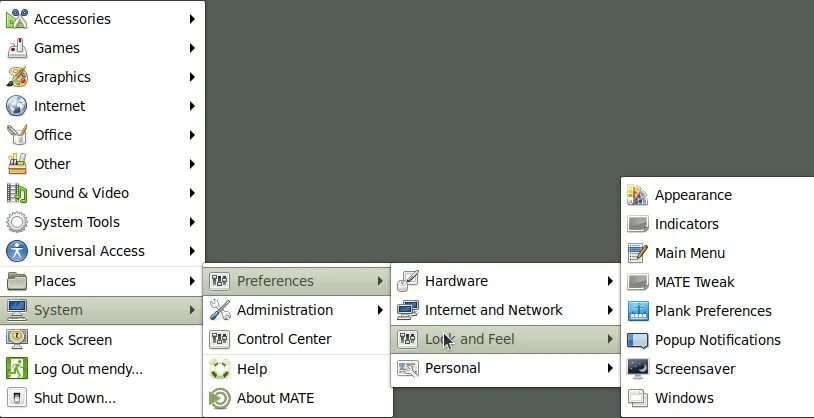 Accessories
Games
Graphics
Internet
Office
Other
Sound & Video
System Tools
Universal Access
Places
System
Lock Screen
Log Out mendy...
Shut Down...
Preferences
Administration
Control Center
Help
About MATE
Hardware
Internet and Network
Look and Feel
Personal
Appearance
Indicators
Main Menu
MATE Tweak
Plank Preferences
Popup Notifications
Screensaver
Windows